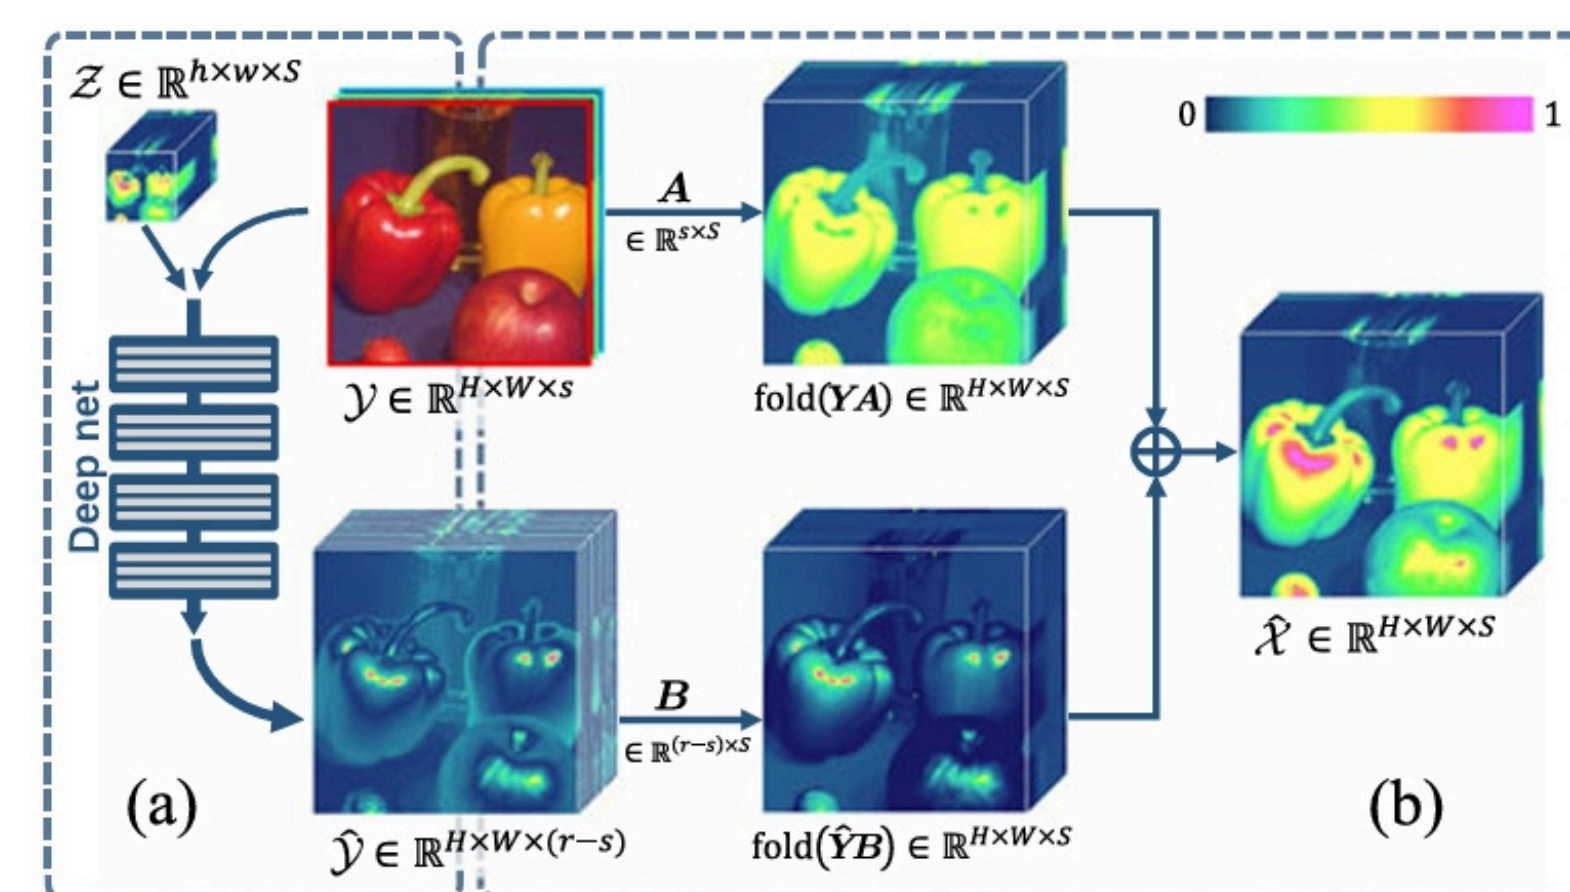 𝒵 ∈ ℝ^{h×w×S}
0 1
A
∈ ℝ^{s×S}
Deep net
𝒴 ∈ ℝ^{H×W×s}
fold(YA) ∈ ℝ^{H×W×S}
X̂ ∈ ℝ^{H×W×S}
B
∈ ℝ^{(r−s)×S}
(a)
(b)
𝒴̂ ∈ ℝ^{H×W×(r−s)}
fold(ŶB) ∈ ℝ^{H×W×S}